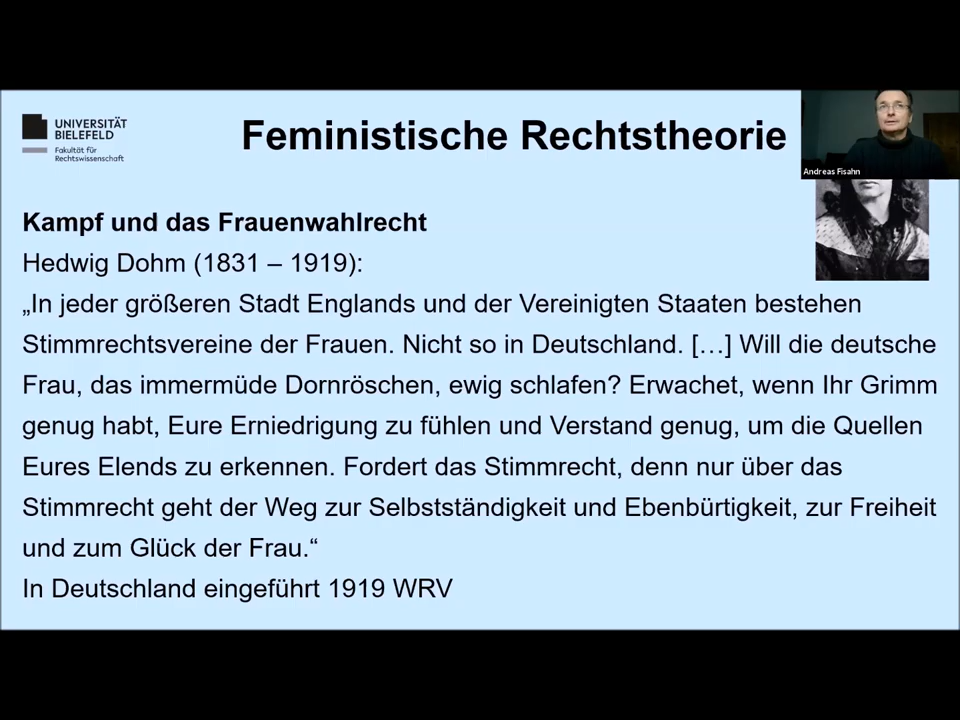 UNIVERSITÄT
BIELEFELD
Fakultät für
Rechtswissenschaft
Feministische Rechtstheorie
Andreas Fisahn
Kampf und das Frauenwahlrecht
Hedwig Dohm (1831 – 1919):
„In jeder größeren Stadt Englands und der Vereinigten Staaten bestehen
Stimmrechtsvereine der Frauen. Nicht so in Deutschland. […] Will die deutsche
Frau, das immermüde Dornröschen, ewig schlafen? Erwachet, wenn Ihr Grimm
genug habt, Eure Erniedrigung zu fühlen und Verstand genug, um die Quellen
Eures Elends zu erkennen. Fordert das Stimmrecht, denn nur über das
Stimmrecht geht der Weg zur Selbstständigkeit und Ebenbürtigkeit, zur Freiheit
und zum Glück der Frau.“
In Deutschland eingeführt 1919 WRV